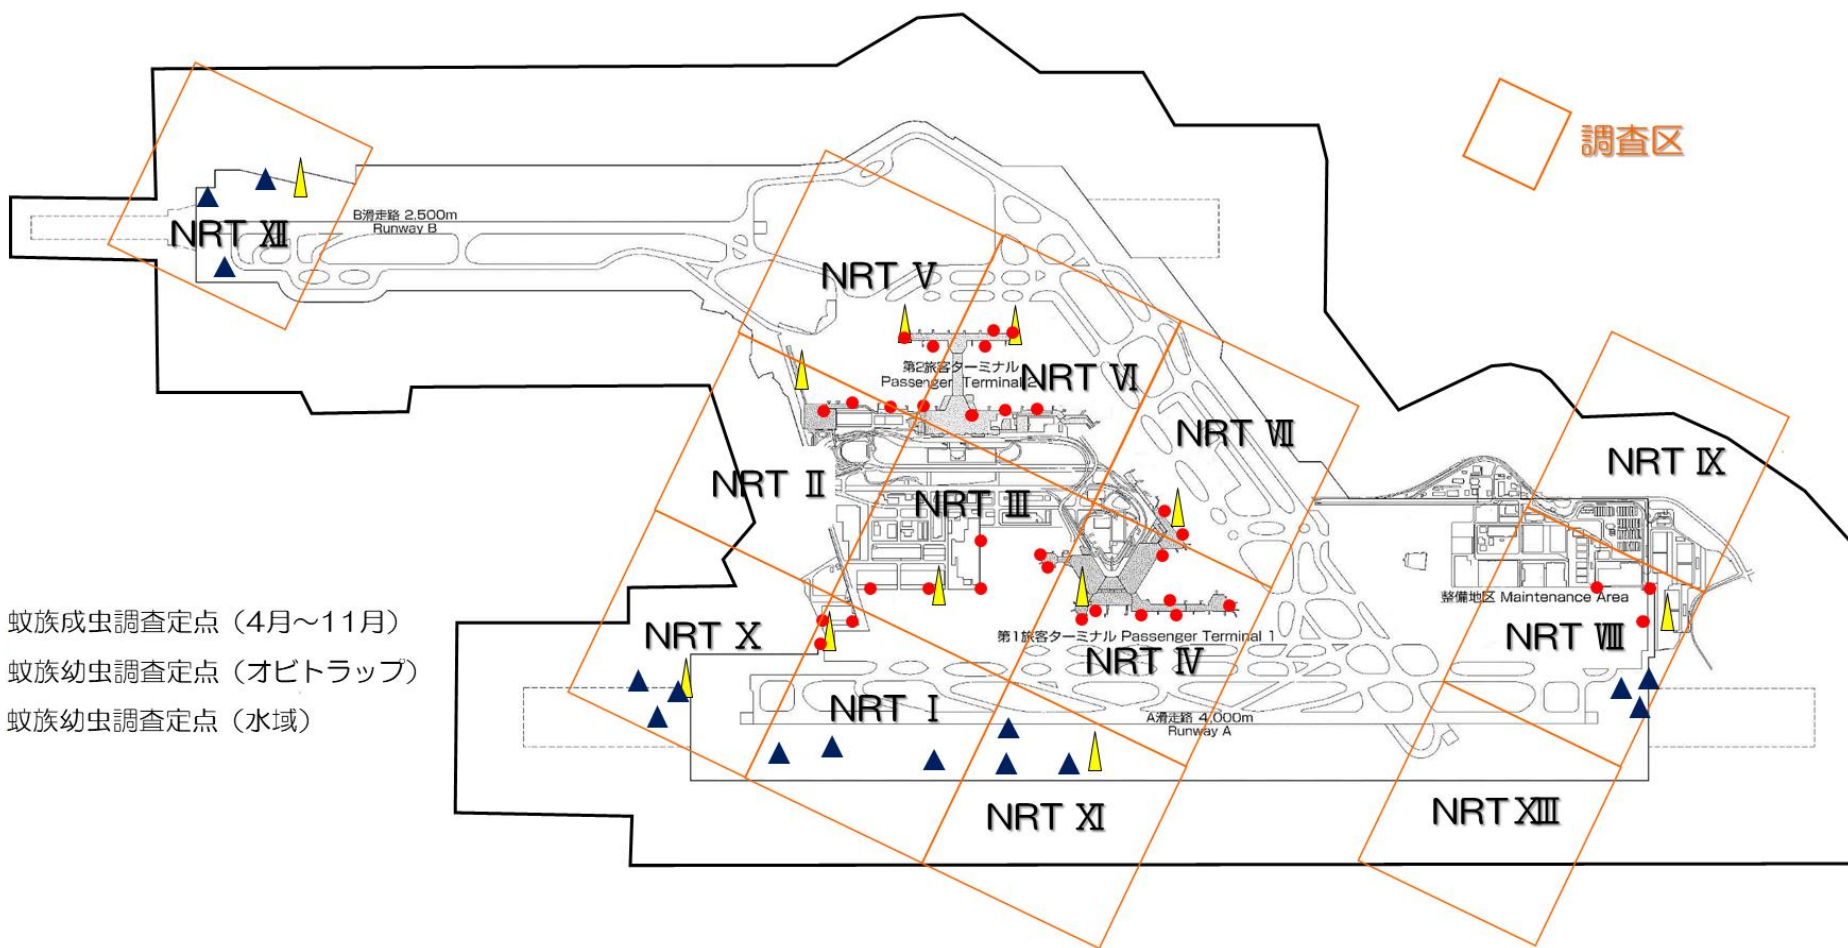 調査区
B滑走路 2,500m
Runway B
NRT Ⅻ
NRT Ⅴ
第2旅客ターミナル
Passenger Terminal 2
NRT Ⅵ
NRT Ⅶ
NRT Ⅸ
NRT Ⅱ
NRT Ⅲ
整備地区 Maintenance Area
蚊族成虫調査定点（4月～11月）
NRT Ⅹ
第1旅客ターミナル Passenger Terminal 1
NRT Ⅷ
蚊族幼虫調査定点（オビトラップ）
NRT Ⅳ
蚊族幼虫調査定点（水域）
NRT Ⅰ
A滑走路 4,000m
Runway A
NRT Ⅺ
NRT XIII